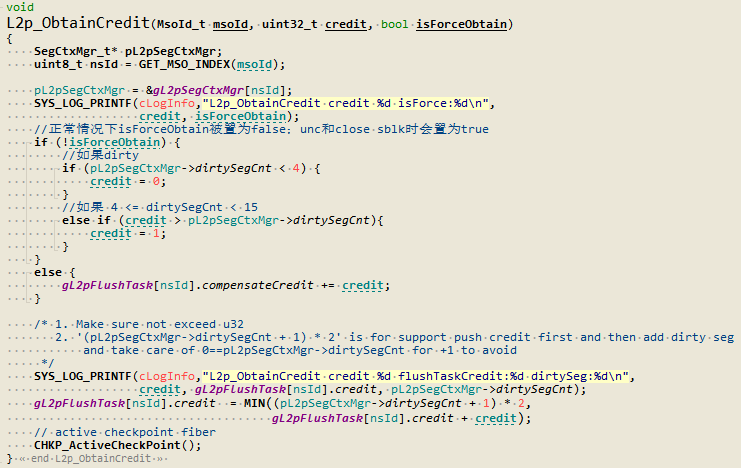 void
L2p_ObtainCredit(MsoId_t msoId, uint32_t credit, bool isForceObtain)
{
SegCtxMgr_t* pL2pSegCtxMgr;
uint8_t nsId = GET_MSO_INDEX(msoId);
pL2pSegCtxMgr = &gL2pSegCtxMgr[nsId];
SYS_LOG_PRINTF(cLogInfo,"L2p_ObtainCredit credit %d isForce:%d\n",
credit, isForceObtain);
//正常情况下isForceObtain被置为false；unc和close sblk时会置为true
if (!isForceObtain) {
//如果dirty
if (pL2pSegCtxMgr->dirtySegCnt < 4) {
credit = 0;
}
//如果 4 <= dirtySegCnt < 15
else if (credit > pL2pSegCtxMgr->dirtySegCnt){
credit = 1;
}
}
else {
gL2pFlushTask[nsId].compensateCredit += credit;
}
/* 1. Make sure not exceed u32
2. '(pL2pSegCtxMgr->dirtySegCnt + 1) * 2' is for support push credit first and then add dirty seg
and take care of 0==pL2pSegCtxMgr->dirtySegCnt for +1 to avoid
*/
SYS_LOG_PRINTF(cLogInfo,"L2p_ObtainCredit credit %d flushTaskCredit:%d dirtySeg:%d\n",
credit, gL2pFlushTask[nsId].credit, pL2pSegCtxMgr->dirtySegCnt);
gL2pFlushTask[nsId].credit = MIN((pL2pSegCtxMgr->dirtySegCnt + 1) * 2,
gL2pFlushTask[nsId].credit + credit);
// active checkpoint fiber
CHKP_ActiveCheckPoint();
} « end L2p_ObtainCredit »